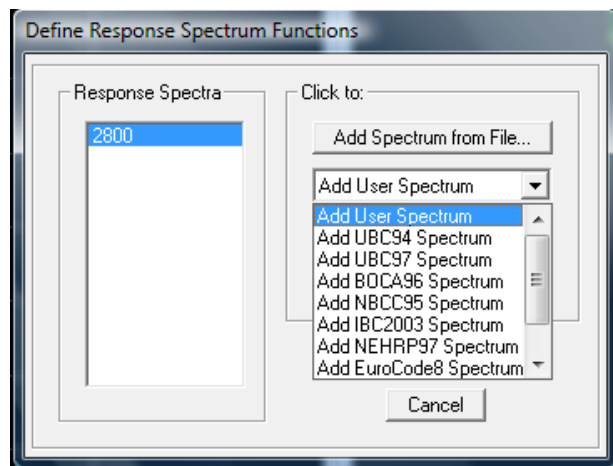 Define Response Spectrum Functions
Response Spectra
2800
Click to:
Add Spectrum from File...
Add User Spectrum
Add User Spectrum
Add UBC94 Spectrum
Add UBC97 Spectrum
Add BOCA96 Spectrum
Add NBCC95 Spectrum
Add IBC2003 Spectrum
Add NEHRP97 Spectrum
Add EuroCode8 Spectrum
Cancel